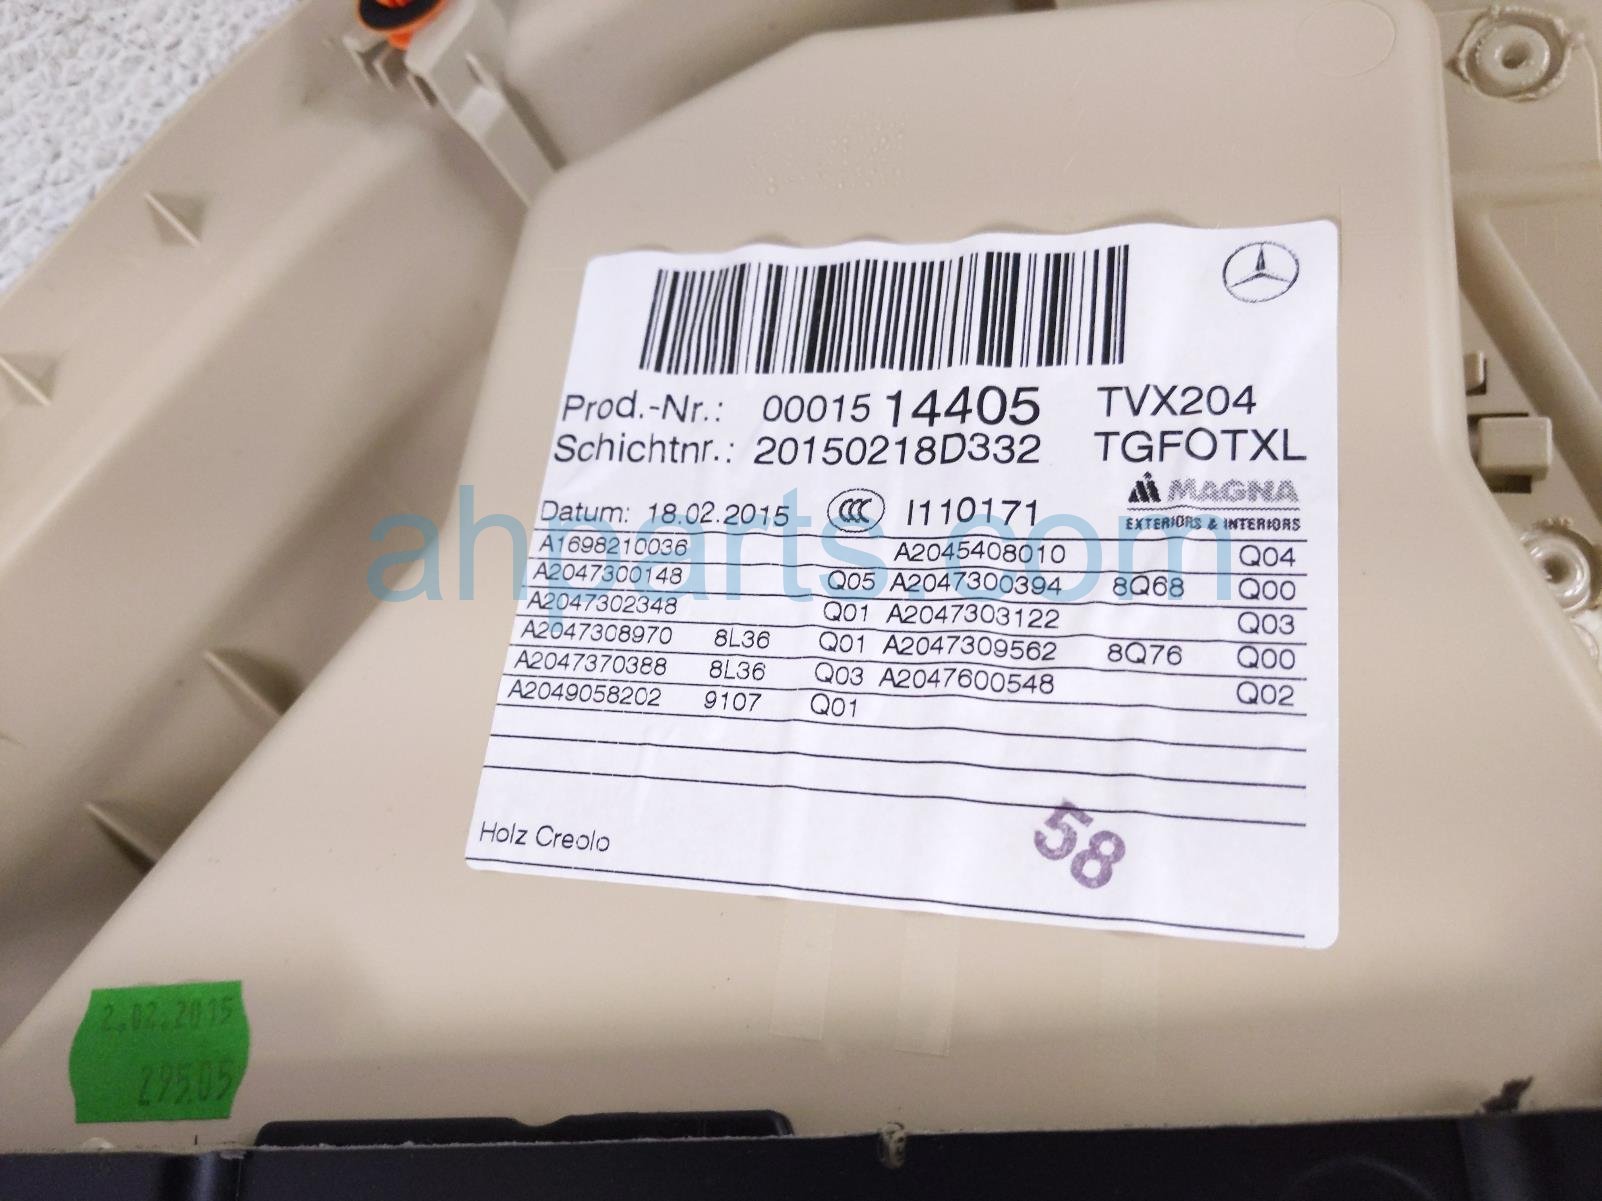 Prod.-Nr.: 00015 14405 TVX204
Schichtnr.: 20150218D332 TGFOTXL
MAGNA
Datum: 18.02.2015 CCC I110171 EXTERIORS & INTERIORS
A1698210036 A2045408010 Q04
A2047300148 Q05 A2047300394 8Q68 Q00
A2047302348 Q01 A2047303122 Q03
A2047308970 8L36 Q01 A2047309562 8Q76 Q00
A2047370388 8L36 Q03 A2047600548 Q02
A2049058202 9107 Q01
Holz Creolo
58
ahparts.com
2.02.2015
29505